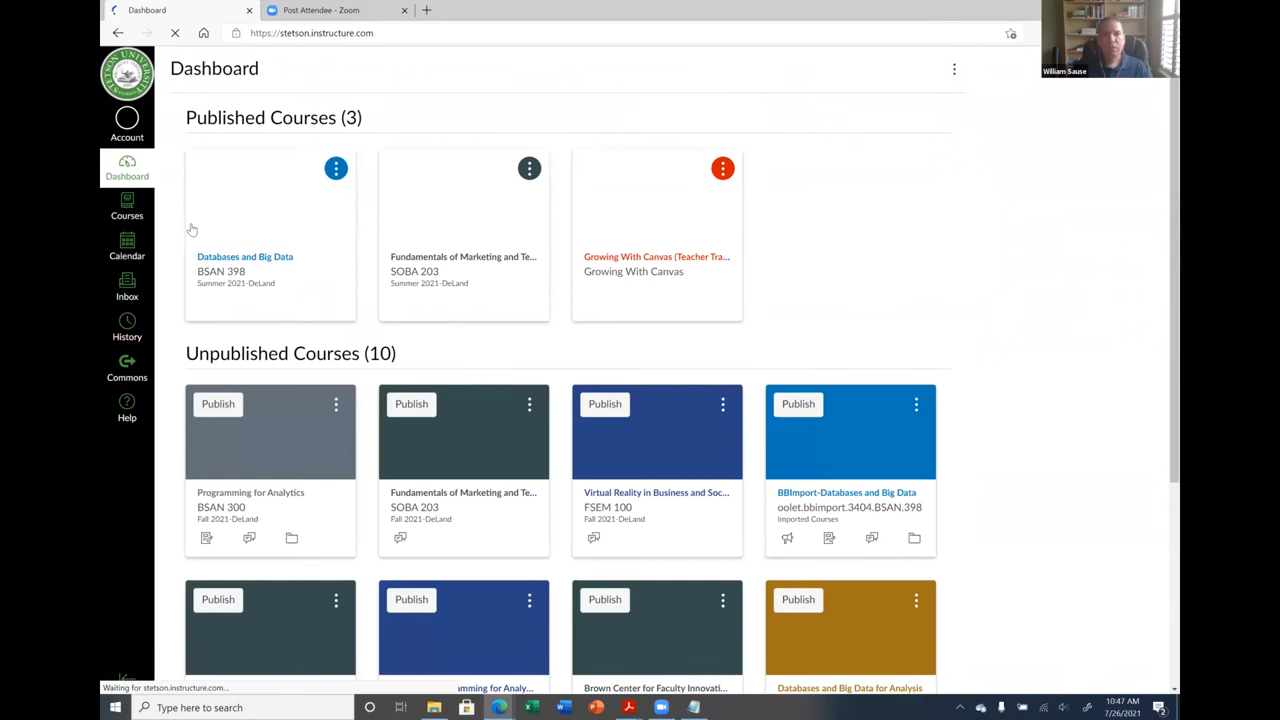 Dashboard
Post Attendee - Zoom
https://stetson.instructure.com
William Sause
STETSON UNIVERSITY
Account
Dashboard
Courses
Calendar
Inbox
History
Commons
Help
Dashboard
Published Courses (3)
Databases and Big Data
BSAN 398
Summer 2021-DeLand
Fundamentals of Marketing and Te...
SOBA 203
Summer 2021-DeLand
Growing With Canvas (Teacher Tra...
Growing With Canvas
Unpublished Courses (10)
Publish
Programming for Analytics
BSAN 300
Fall 2021-DeLand
Publish
Fundamentals of Marketing and Te...
SOBA 203
Fall 2021-DeLand
Publish
Virtual Reality in Business and Soc...
FSEM 100
Fall 2021-DeLand
Publish
BBImport-Databases and Big Data
oolet.bbimport.3404.BSAN.398
Imported Courses
Publish
Publish
mming for Analy...
Publish
Brown Center for Faculty Innovati...
Publish
Databases and Big Data for Analysis
Waiting for stetson.instructure.com...
Type here to search
10:47 AM
7/26/2021
2